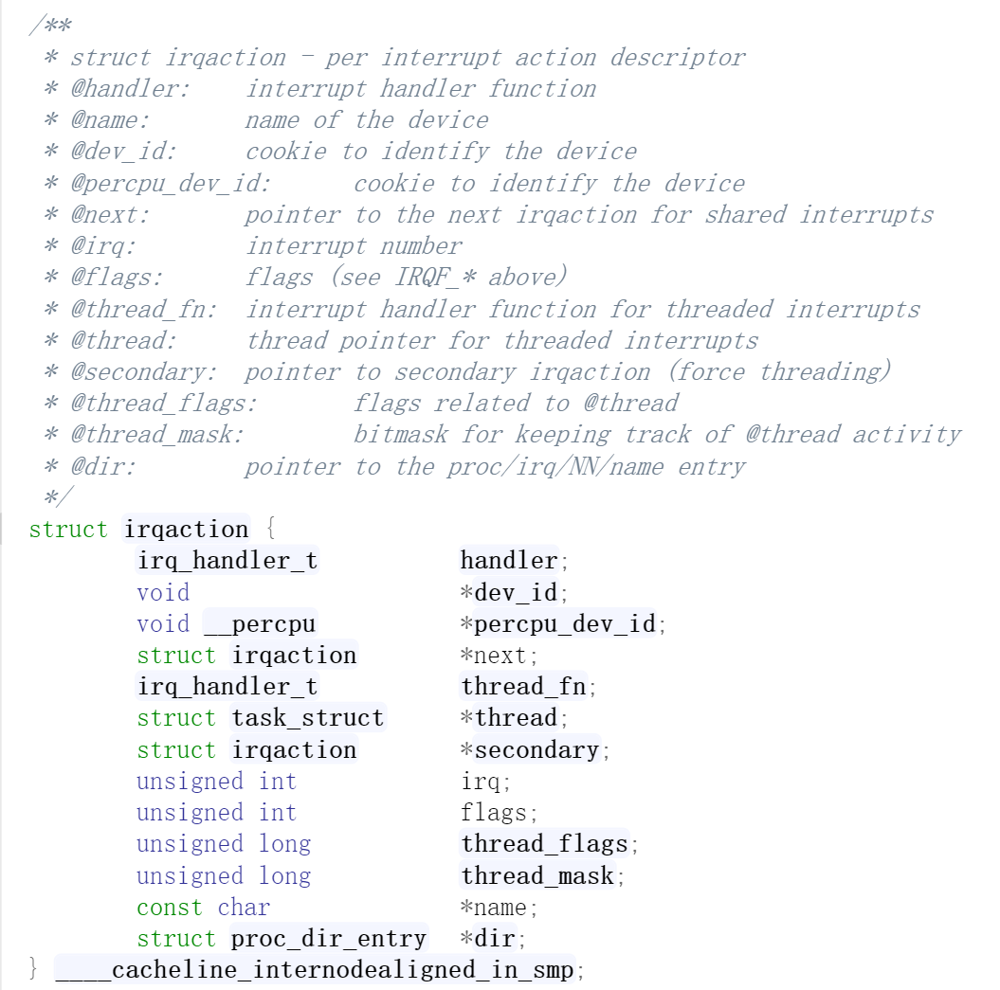 /**
 * struct irqaction - per interrupt action descriptor
 * @handler:	interrupt handler function
 * @name:	name of the device
 * @dev_id:	cookie to identify the device
 * @percpu_dev_id:	cookie to identify the device
 * @next:	pointer to the next irqaction for shared interrupts
 * @irq:	interrupt number
 * @flags:	flags (see IRQF_* above)
 * @thread_fn:	interrupt handler function for threaded interrupts
 * @thread:	thread pointer for threaded interrupts
 * @secondary:	pointer to secondary irqaction (force threading)
 * @thread_flags:	flags related to @thread
 * @thread_mask:	bitmask for keeping track of @thread activity
 * @dir:	pointer to the proc/irq/NN/name entry
 */
struct irqaction {
	irq_handler_t		handler;
	void			*dev_id;
	void __percpu		*percpu_dev_id;
	struct irqaction	*next;
	irq_handler_t		thread_fn;
	struct task_struct	*thread;
	struct irqaction	*secondary;
	unsigned int		irq;
	unsigned int		flags;
	unsigned long		thread_flags;
	unsigned long		thread_mask;
	const char		*name;
	struct proc_dir_entry	*dir;
} ____cacheline_internodealigned_in_smp;